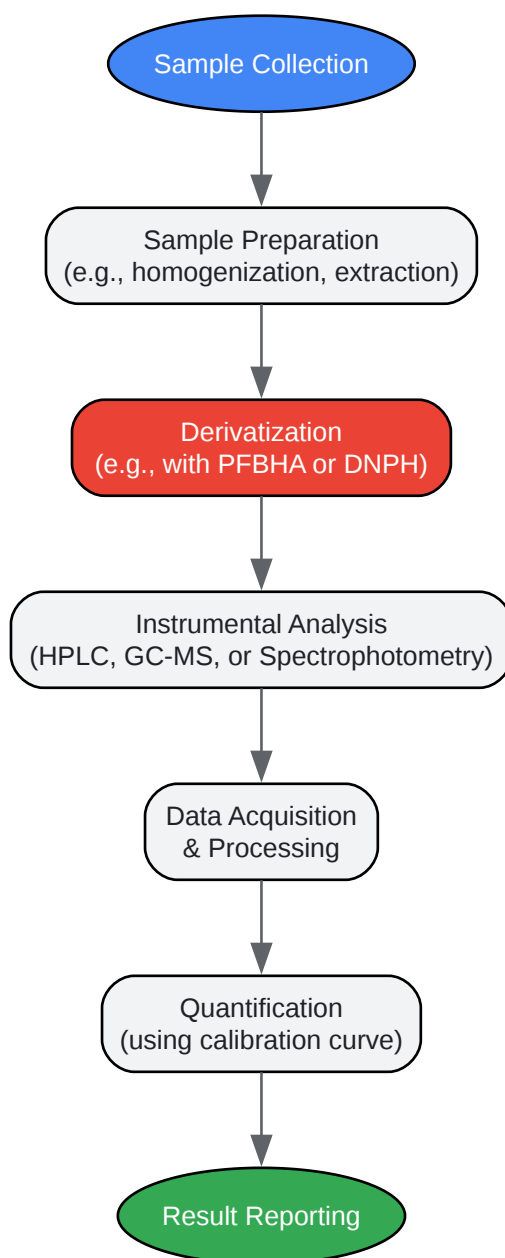 Sample Collection
Sample Preparation
(e.g., homogenization, extraction)
Derivatization
(e.g., with PFBHA or DNPH)
Instrumental Analysis
(HPLC, GC-MS, or Spectrophotometry)
Data Acquisition
& Processing
Quantification
(using calibration curve)
Result Reporting